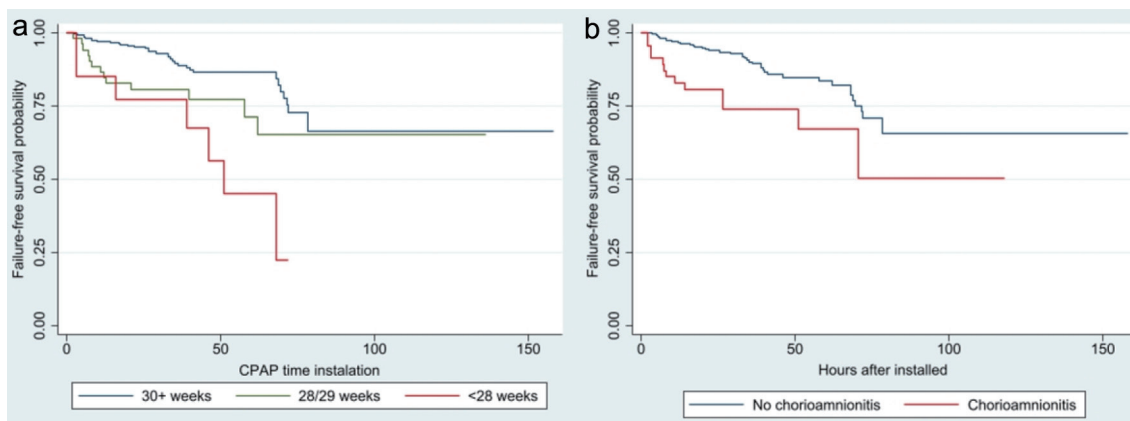 a
Failure-free survival probability
1.00
0.75
0.50
0.25
0.00
0 50 100 150
CPAP time instalation
30+ weeks 28/29 weeks <28 weeks
b
Failure-free survival probability
1.00
0.75
0.50
0.25
0.00
0 50 100 150
Hours after installed
No chorioamnionitis Chorioamnionitis